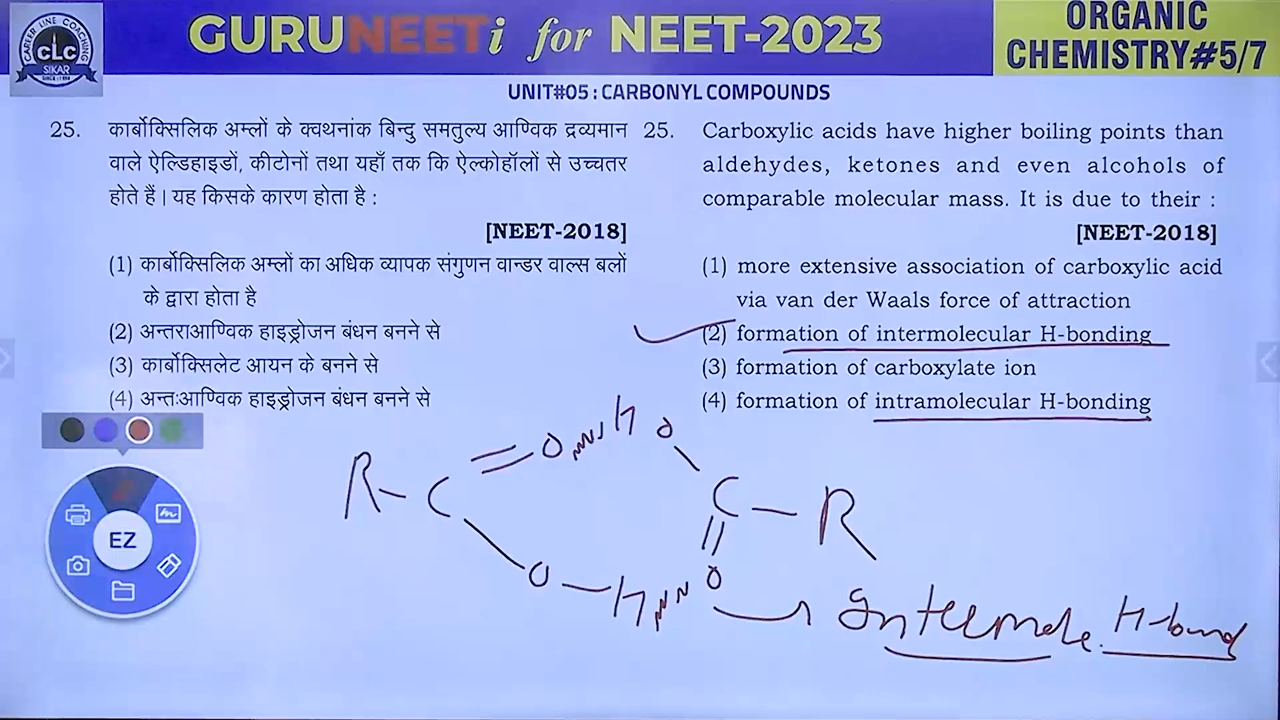 CAREER LINE COACHING
CLC
SIKAR
GURUNEETi for NEET-2023
ORGANIC
CHEMISTRY#5/7
UNIT#05 : CARBONYL COMPOUNDS
25. कार्बोक्सिलिक अम्लों के क्वथनांक बिन्दु समतुल्य आण्विक द्रव्यमान
वाले ऐल्डिहाइडों, कीटोनों तथा यहाँ तक कि ऐल्कोहॉलों से उच्चतर
होते हैं। यह किसके कारण होता है :
[NEET-2018]
(1) कार्बोक्सिलिक अम्लों का अधिक व्यापक संगुणन वान्डर वाल्स बलों
के द्वारा होता है
(2) अन्तराआण्विक हाइड्रोजन बंधन बनने से
(3) कार्बोक्सिलेट आयन के बनने से
(4) अन्तःआण्विक हाइड्रोजन बंधन बनने से
25. Carboxylic acids have higher boiling points than
aldehydes, ketones and even alcohols of
comparable molecular mass. It is due to their :
[NEET-2018]
(1) more extensive association of carboxylic acid
via van der Waals force of attraction
(2) formation of intermolecular H-bonding
(3) formation of carboxylate ion
(4) formation of intramolecular H-bonding
EZ
O H O
R C C R
O H O
Intermole. H-bond